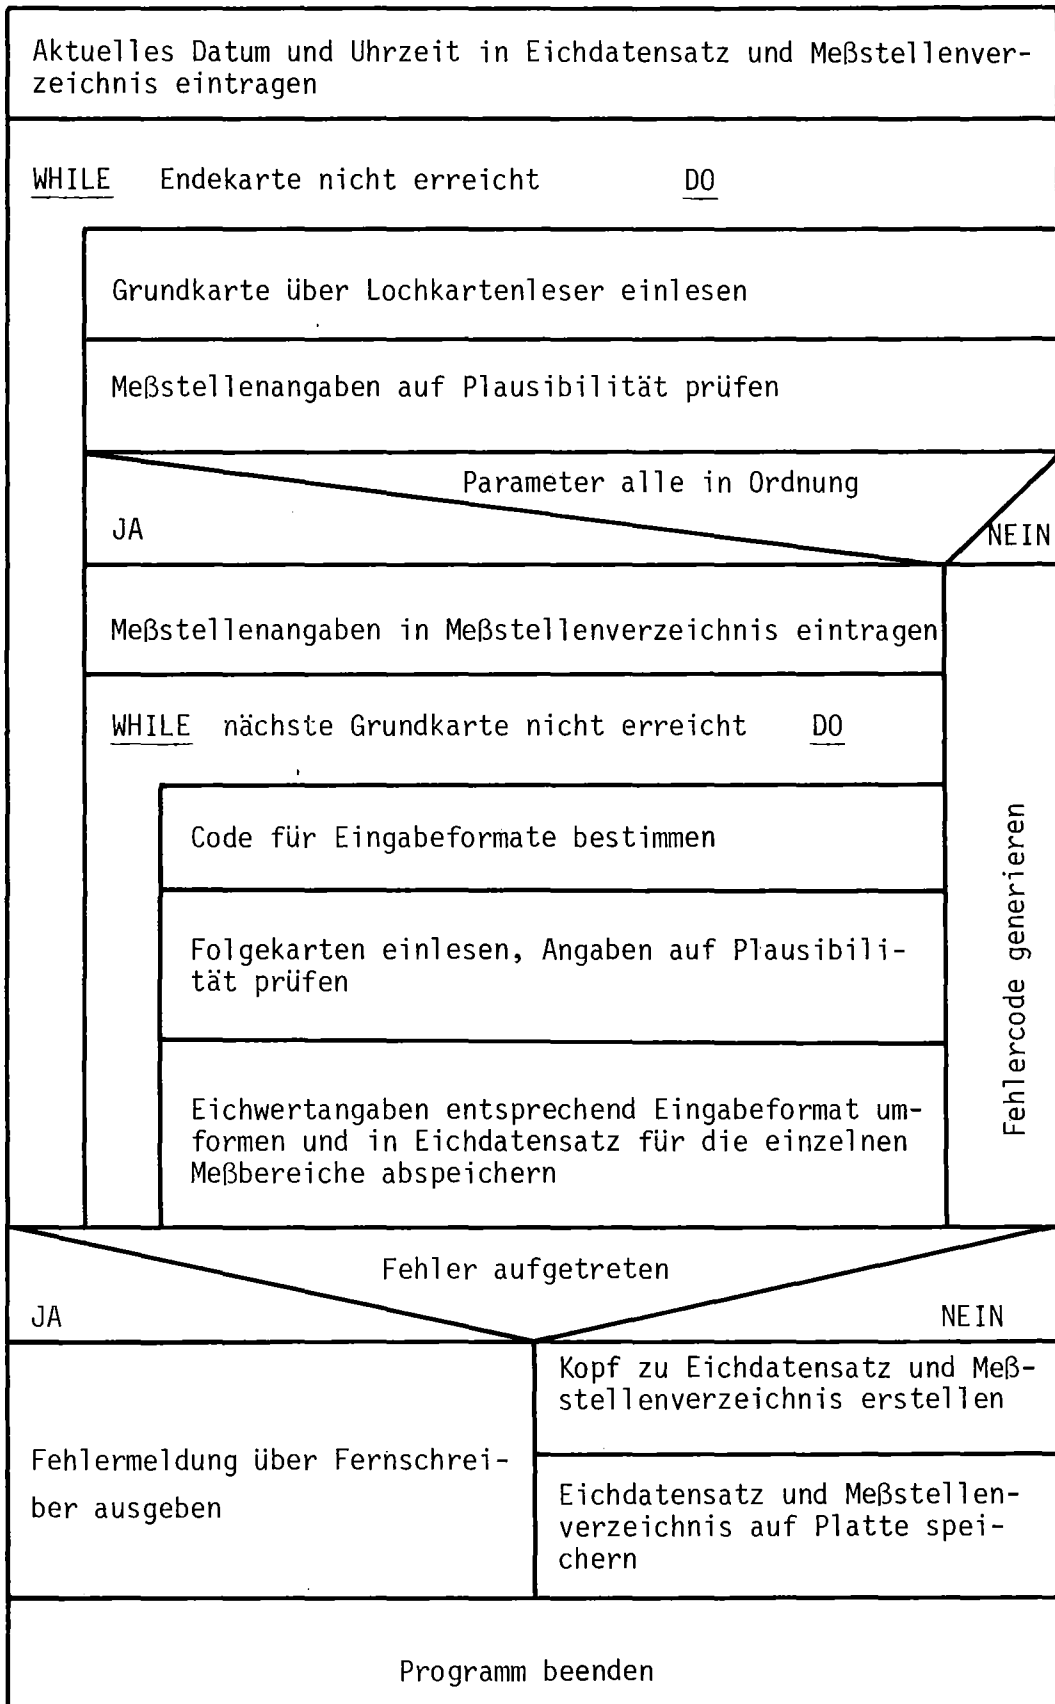 Aktuelles Datum und Uhrzeit in Eichdatensatz und Meßstellenver-
zeichnis eintragen
WHILE Endekarte nicht erreicht DO
Grundkarte über Lochkartenleser einlesen
Meßstellenangaben auf Plausibilität prüfen
Parameter alle in Ordnung
JA NEIN
Meßstellenangaben in Meßstellenverzeichnis eintragen
WHILE nächste Grundkarte nicht erreicht DO
Code für Eingabeformate bestimmen
Folgekarten einlesen, Angaben auf Plausibili-
tät prüfen
Eichwertangaben entsprechend Eingabeformat um-
formen und in Eichdatensatz für die einzelnen
Meßbereiche abspeichern
Fehlercode generieren
Fehler aufgetreten
JA NEIN
Fehlermeldung über Fernschrei-
ber ausgeben
Kopf zu Eichdatensatz und Meß-
stellenverzeichnis erstellen
Eichdatensatz und Meßstellen-
verzeichnis auf Platte spei-
chern
Programm beenden